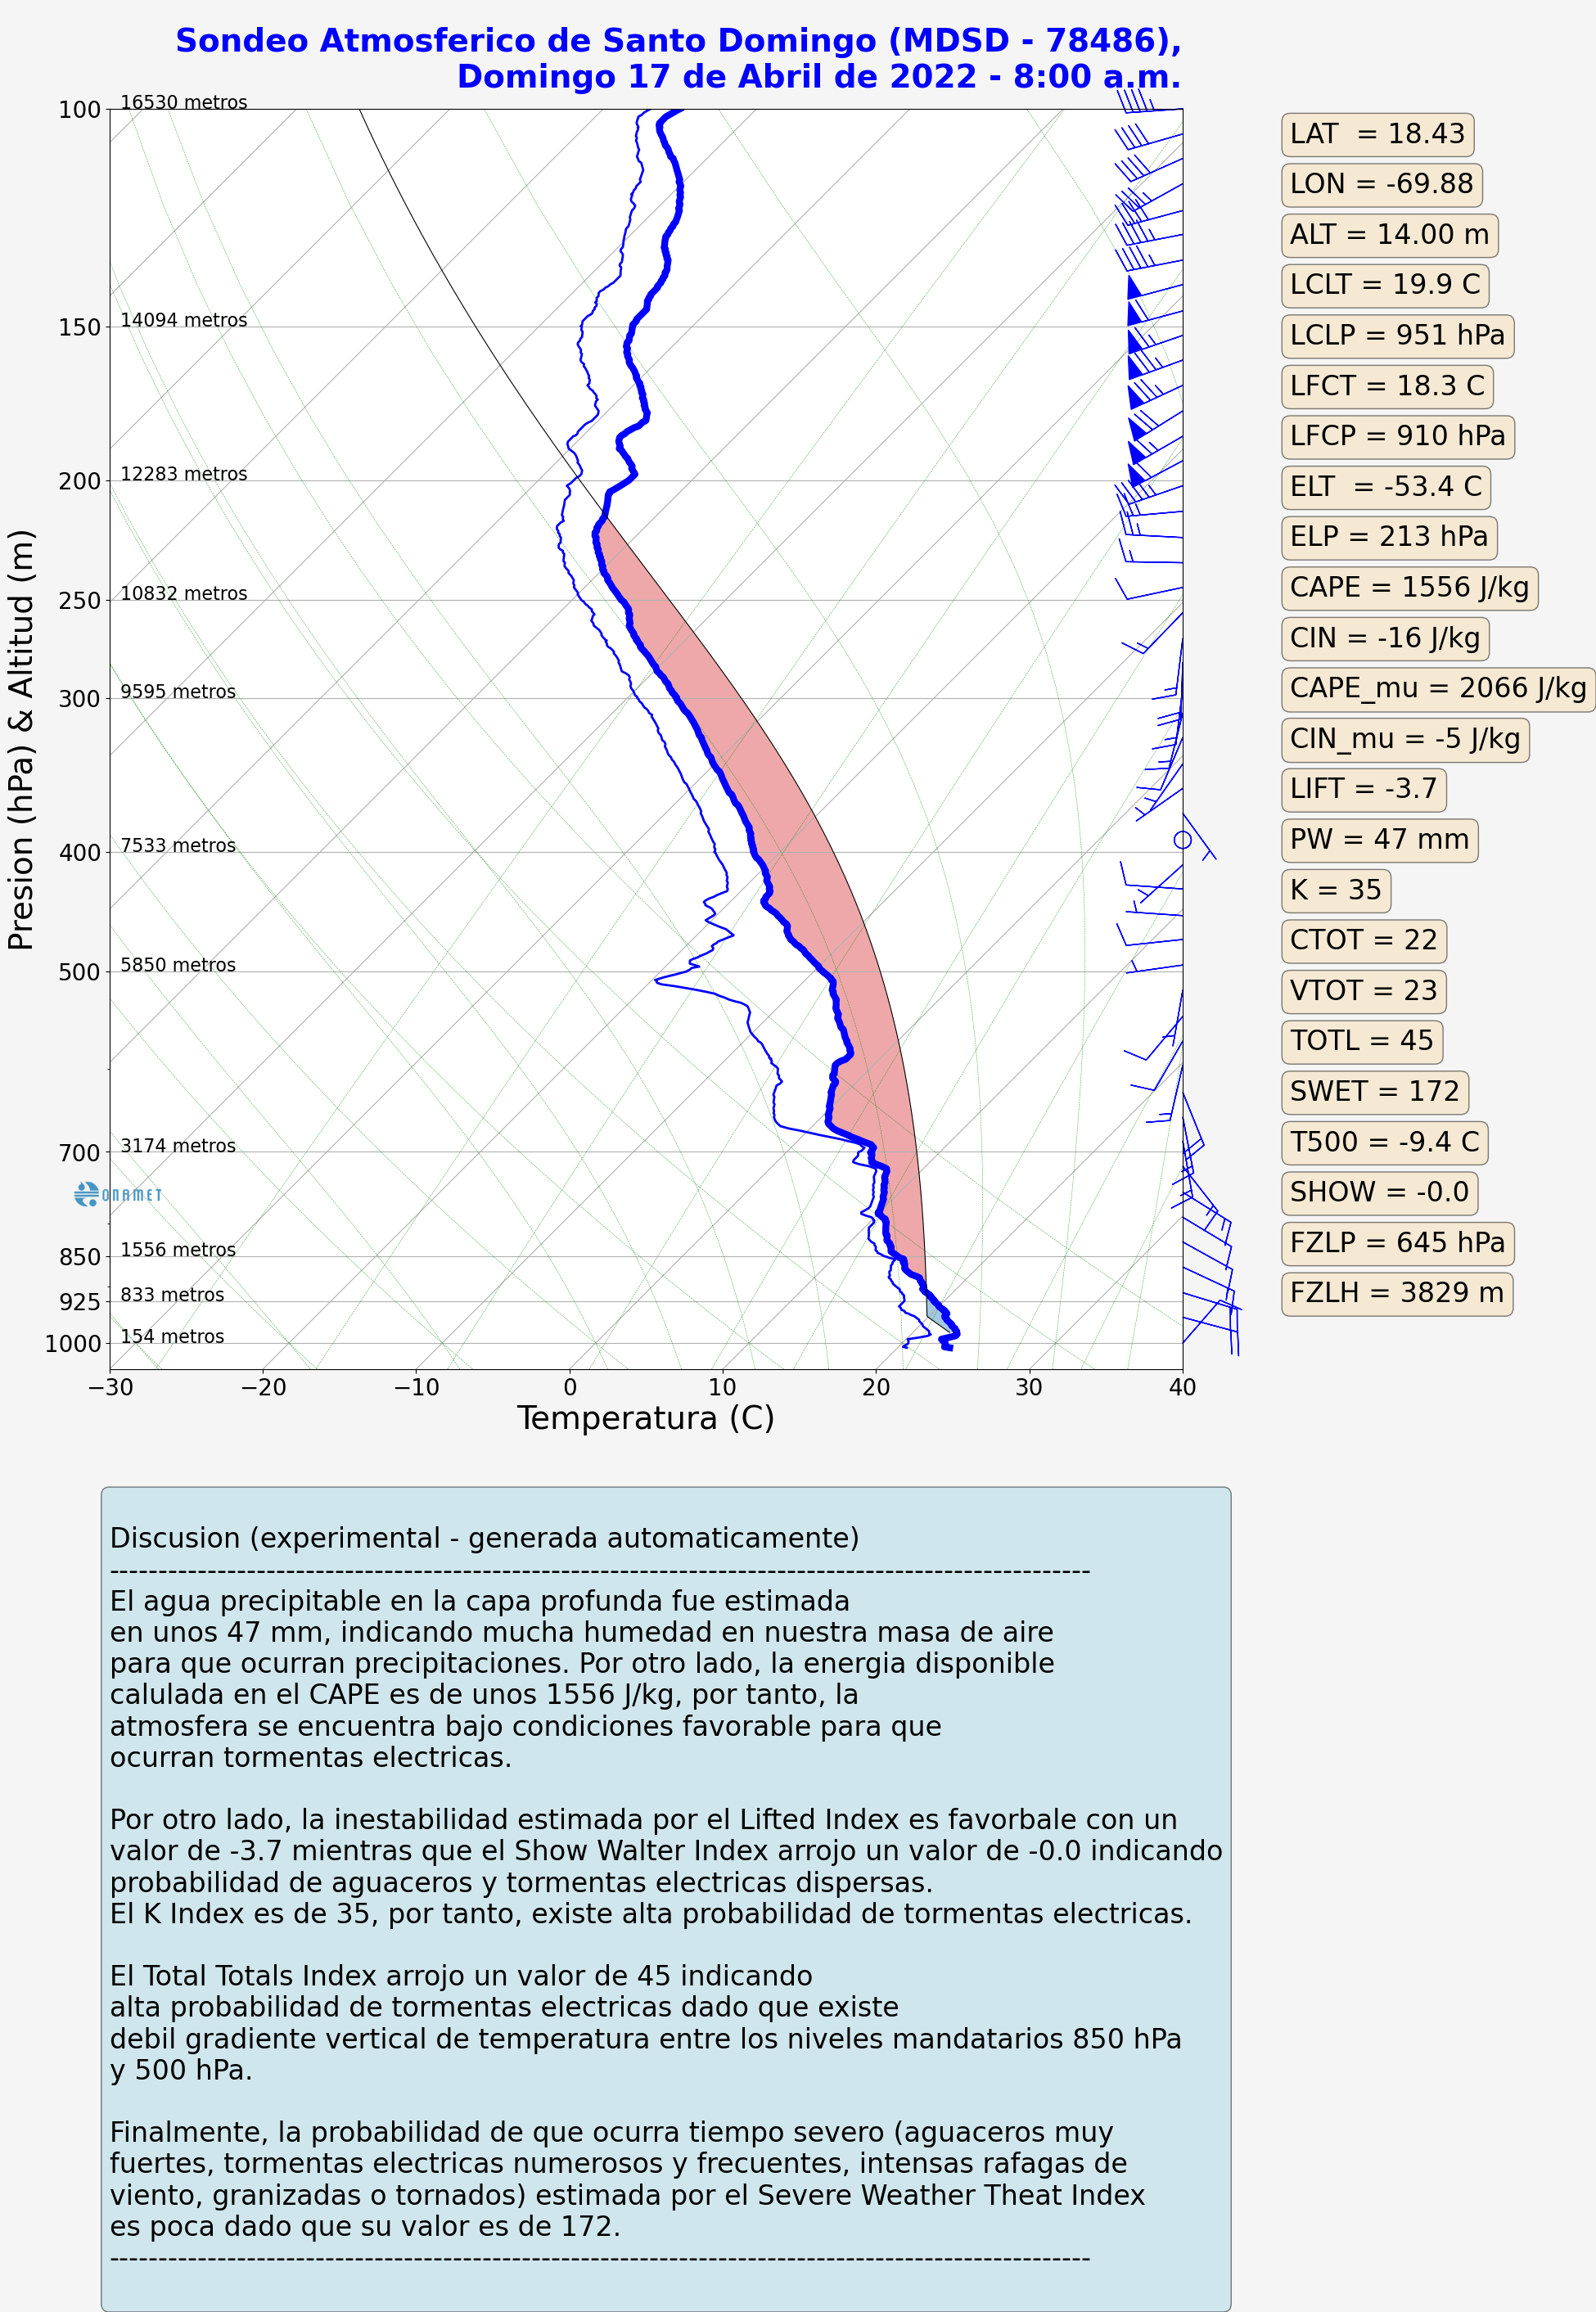 Sondeo Atmosferico de Santo Domingo (MDSD - 78486),
Domingo 17 de Abril de 2022 - 8:00 a.m.
Presion (hPa) & Altitud (m)
100
150
200
250
300
400
500
700
850
925
1000
16530 metros
14094 metros
12283 metros
10832 metros
9595 metros
7533 metros
5850 metros
3174 metros
1556 metros
833 metros
154 metros
ONAMET
−30
−20
−10
0
10
20
30
40
Temperatura (C)
LAT = 18.43
LON = -69.88
ALT = 14.00 m
LCLT = 19.9 C
LCLP = 951 hPa
LFCT = 18.3 C
LFCP = 910 hPa
ELT = -53.4 C
ELP = 213 hPa
CAPE = 1556 J/kg
CIN = -16 J/kg
CAPE_mu = 2066 J/kg
CIN_mu = -5 J/kg
LIFT = -3.7
PW = 47 mm
K = 35
CTOT = 22
VTOT = 23
TOTL = 45
SWET = 172
T500 = -9.4 C
SHOW = -0.0
FZLP = 645 hPa
FZLH = 3829 m
Discusion (experimental - generada automaticamente)
----------------------------------------------------------------------------------------------------
El agua precipitable en la capa profunda fue estimada
en unos 47 mm, indicando mucha humedad en nuestra masa de aire
para que ocurran precipitaciones. Por otro lado, la energia disponible
calulada en el CAPE es de unos 1556 J/kg, por tanto, la
atmosfera se encuentra bajo condiciones favorable para que
ocurran tormentas electricas.
Por otro lado, la inestabilidad estimada por el Lifted Index es favorbale con un
valor de -3.7 mientras que el Show Walter Index arrojo un valor de -0.0 indicando
probabilidad de aguaceros y tormentas electricas dispersas.
El K Index es de 35, por tanto, existe alta probabilidad de tormentas electricas.
El Total Totals Index arrojo un valor de 45 indicando
alta probabilidad de tormentas electricas dado que existe
debil gradiente vertical de temperatura entre los niveles mandatarios 850 hPa
y 500 hPa.
Finalmente, la probabilidad de que ocurra tiempo severo (aguaceros muy
fuertes, tormentas electricas numerosos y frecuentes, intensas rafagas de
viento, granizadas o tornados) estimada por el Severe Weather Theat Index
es poca dado que su valor es de 172.
----------------------------------------------------------------------------------------------------